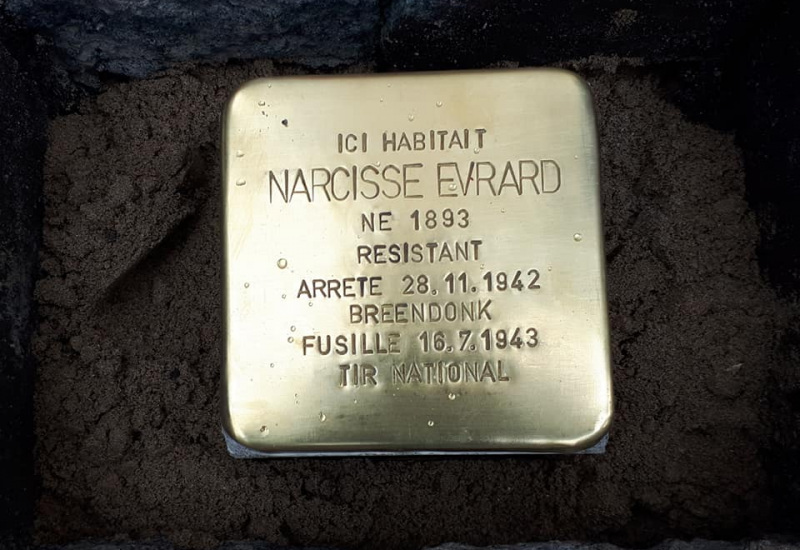 ICI HABITAIT
NARCISSE EVRARD
NE 1893
RESISTANT
ARRETE 28.11.1942
BREENDONK
FUSILLE 16.7.1943
TIR NATIONAL